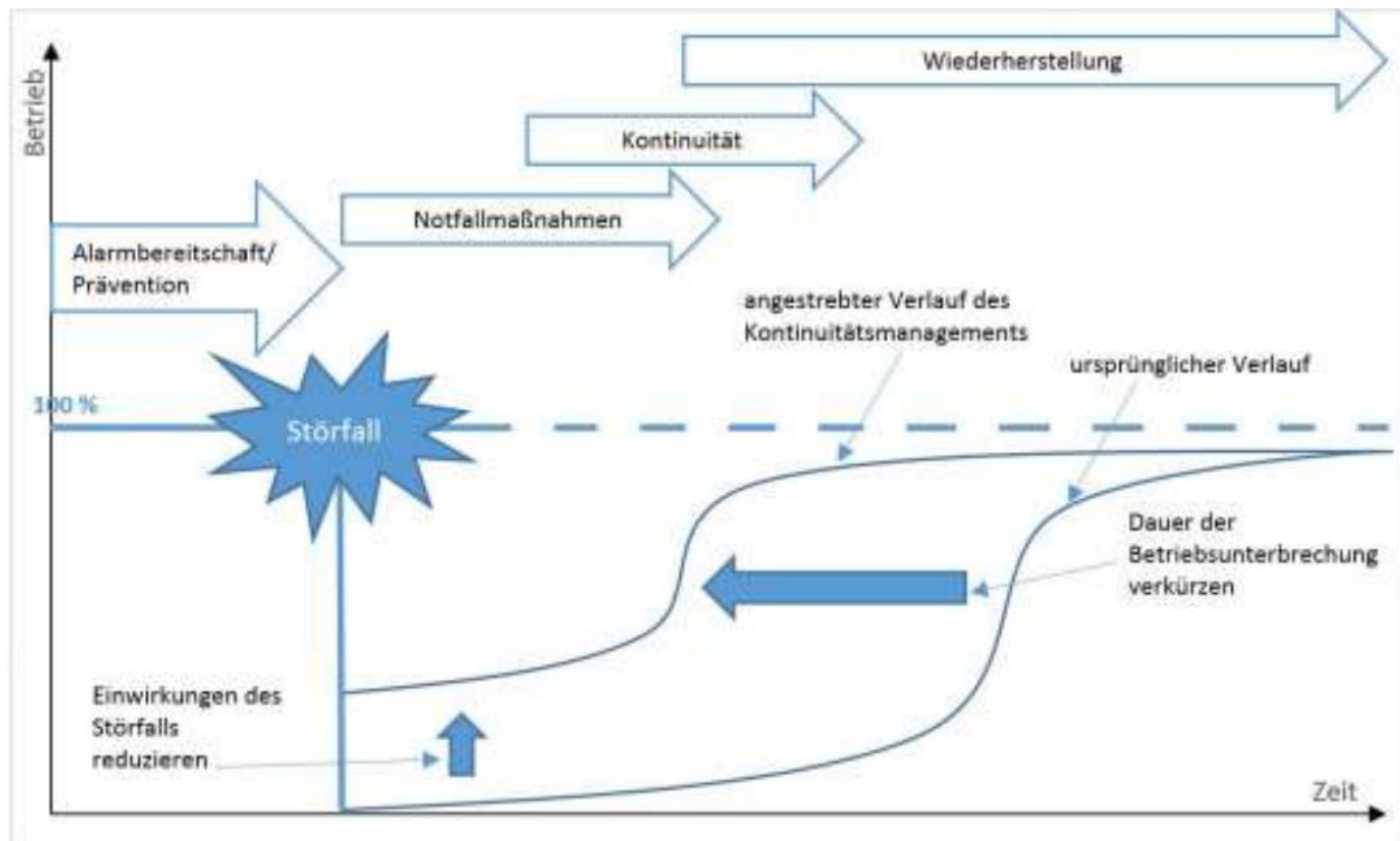 Betrieb
Wiederherstellung
Kontinuität
Notfallmaßnahmen
Alarmbereitschaft/
Prävention
angestrebter Verlauf des
Kontinuitätsmanagements
ursprünglicher Verlauf
100 %
Störfall
Dauer der
Betriebsunterbrechung
verkürzen
Einwirkungen des
Störfalls
reduzieren
Zeit